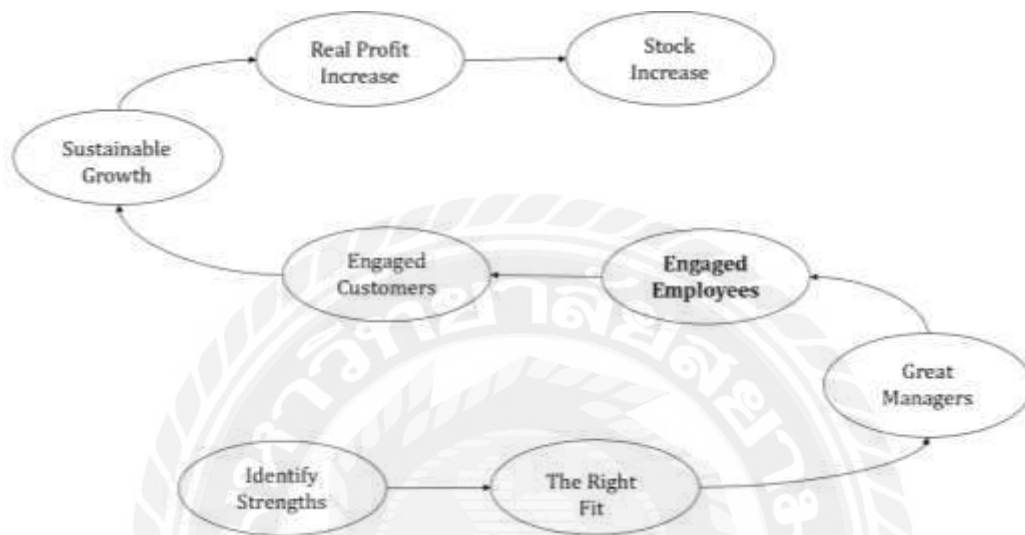 Real Profit
Increase
Stock
Increase
Sustainable
Growth
Engaged
Customers
Engaged
Employees
Great
Managers
Identify
Strengths
The Right
Fit